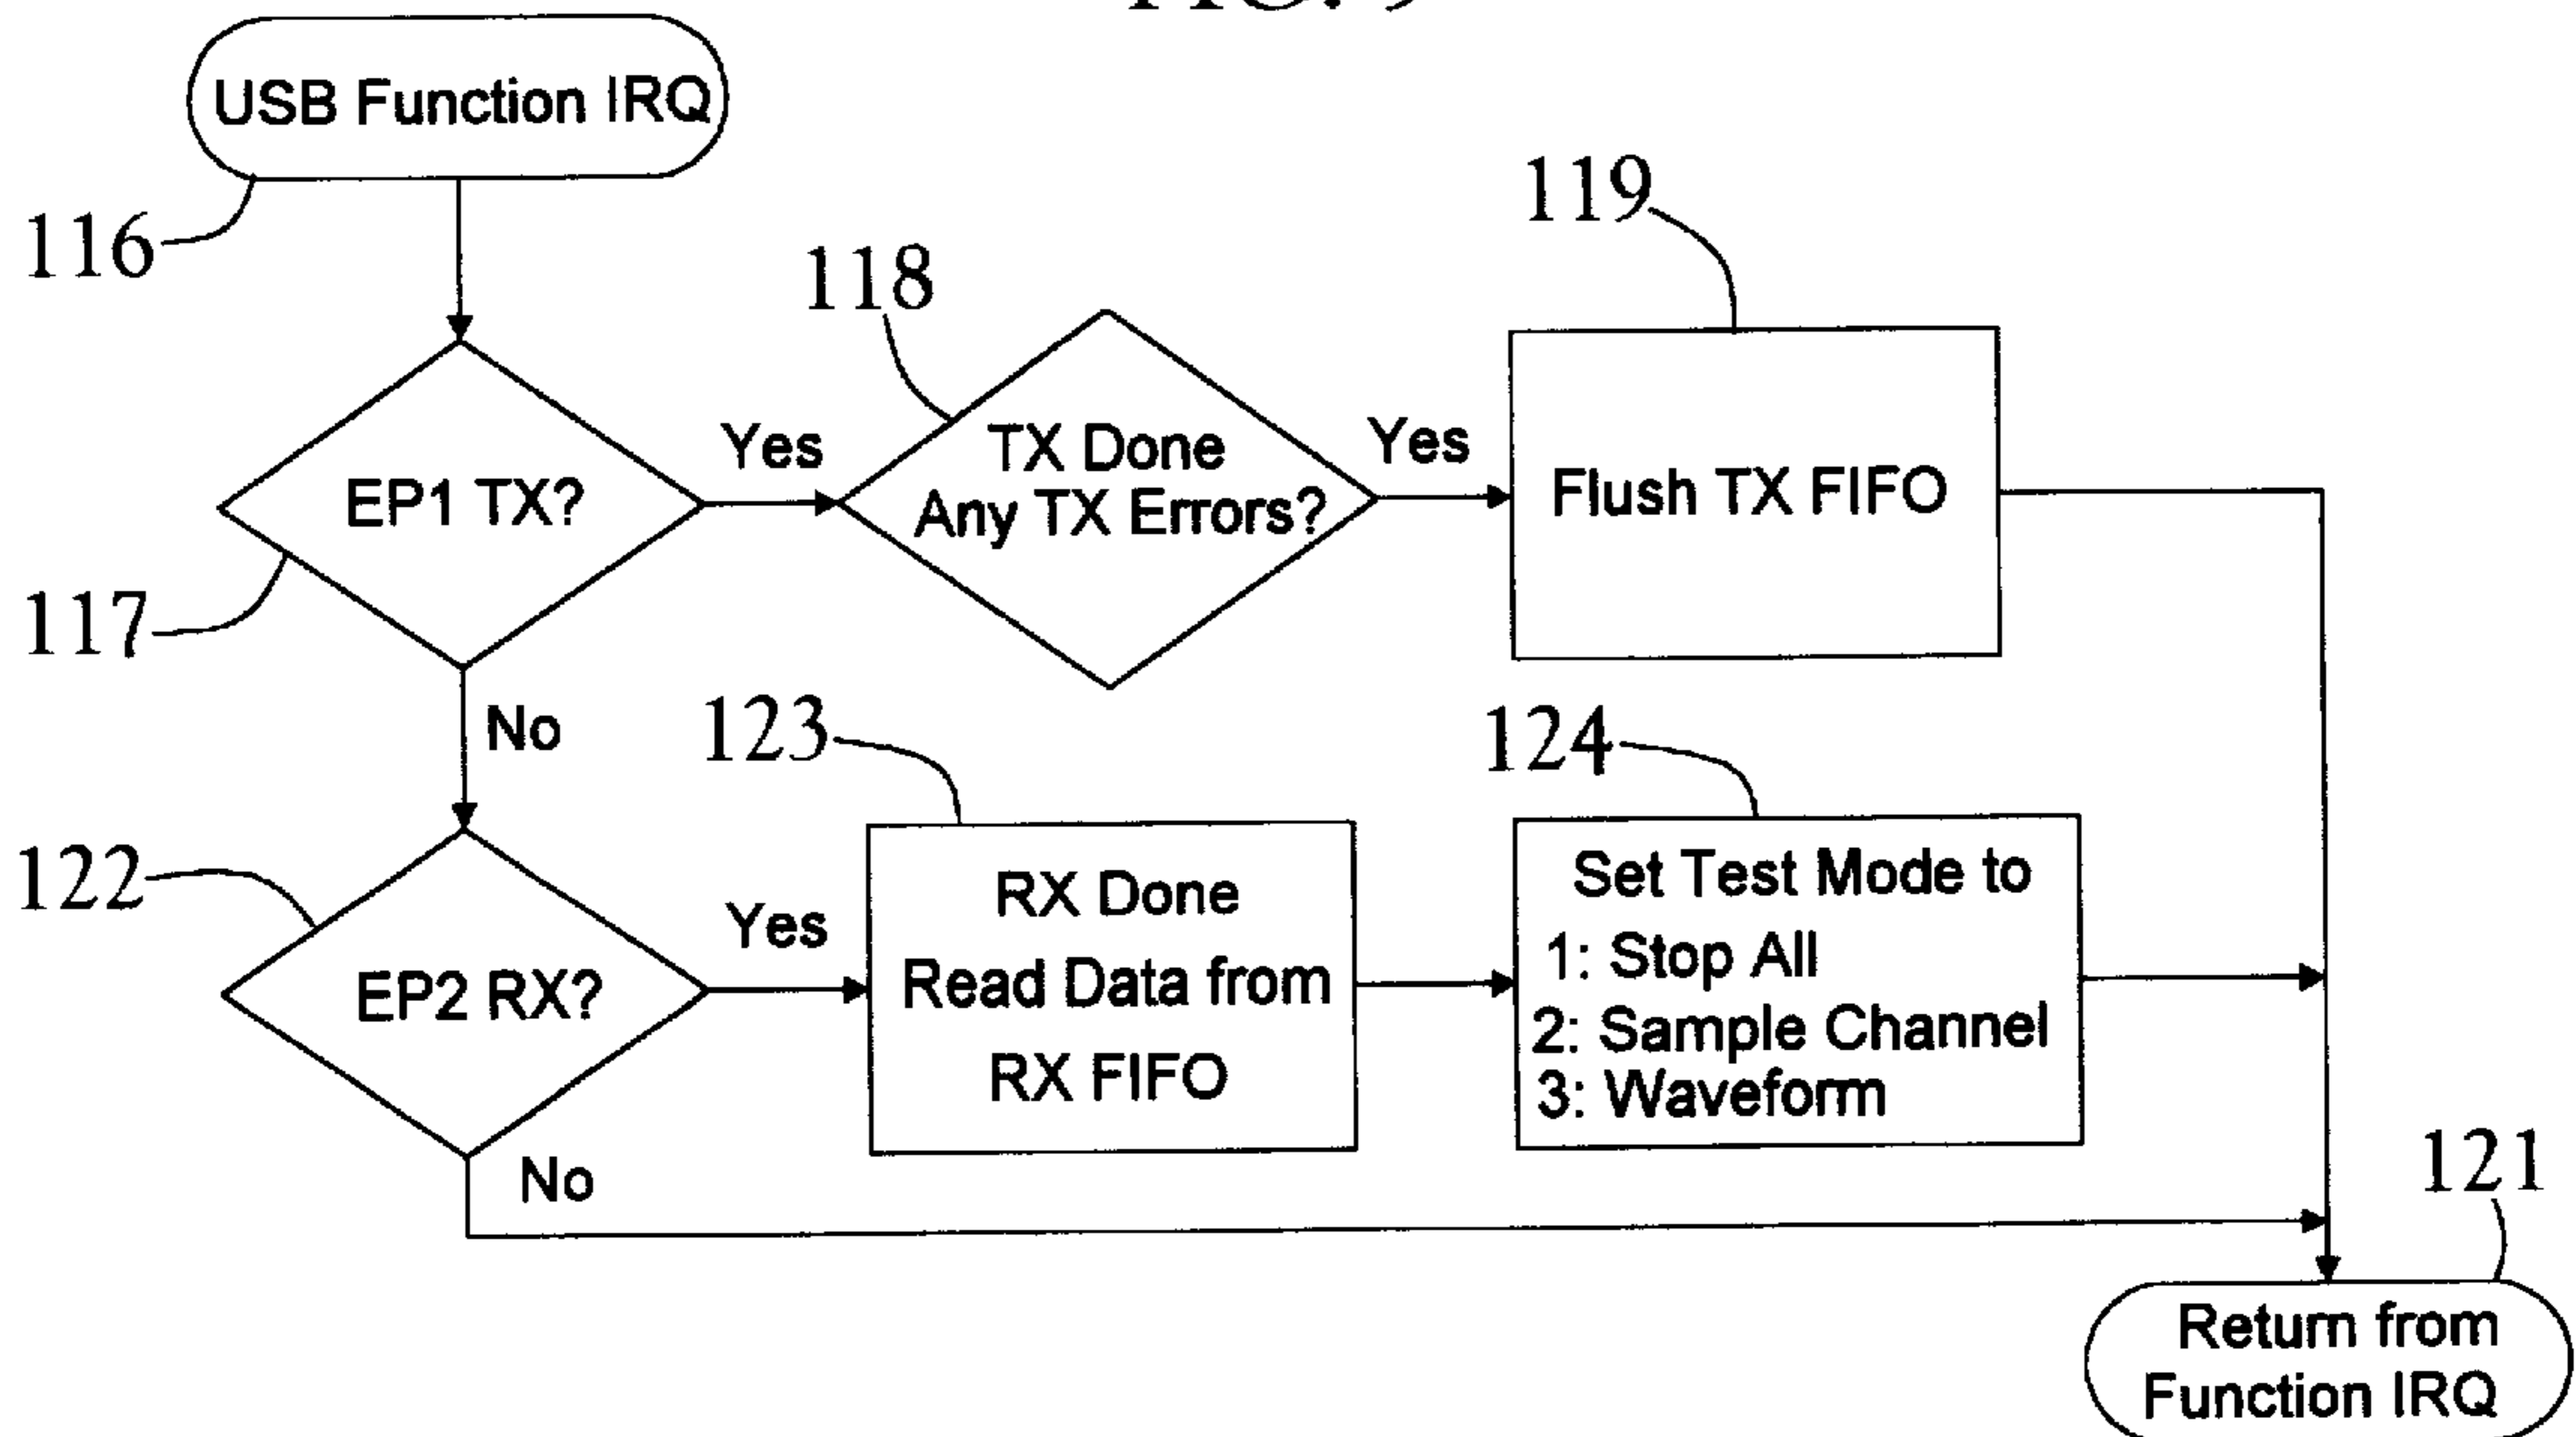 USB Function IRQ
116
119
118
EP1 TX?
Yes
TX Done
Any TX Errors?
Yes
Flush TX FIFO
117
No
123
124
122
EP2 RX?
Yes
RX Done
Read Data from
RX FIFO
Set Test Mode to
1: Stop All
2: Sample Channel
3: Waveform
No
121
Return from
Function IRQ